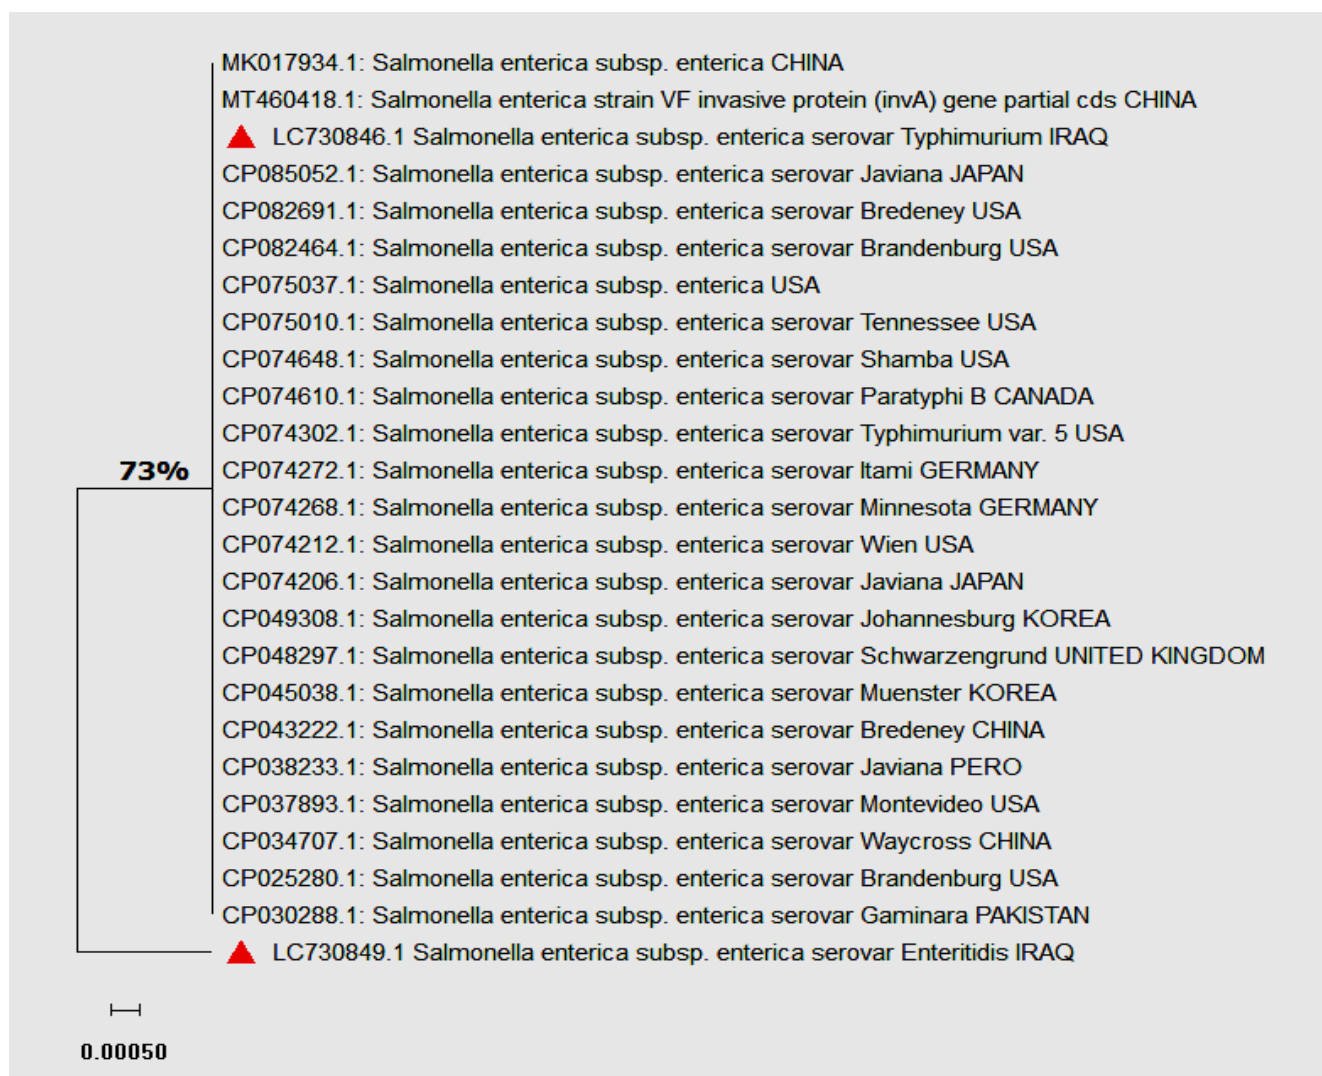 MK017934.1: Salmonella enterica subsp. enterica CHINA
MT460418.1: Salmonella enterica strain VF invasive protein (invA) gene partial cds CHINA
LC730846.1 Salmonella enterica subsp. enterica serovar Typhimurium IRAQ
CP085052.1: Salmonella enterica subsp. enterica serovar Javiana JAPAN
CP082691.1: Salmonella enterica subsp. enterica serovar Bredeney USA
CP082464.1: Salmonella enterica subsp. enterica serovar Brandenburg USA
CP075037.1: Salmonella enterica subsp. enterica USA
CP075010.1: Salmonella enterica subsp. enterica serovar Tennessee USA
CP074648.1: Salmonella enterica subsp. enterica serovar Shamba USA
CP074610.1: Salmonella enterica subsp. enterica serovar Paratyphi B CANADA
CP074302.1: Salmonella enterica subsp. enterica serovar Typhimurium var. 5 USA
73%
CP074272.1: Salmonella enterica subsp. enterica serovar Itami GERMANY
CP074268.1: Salmonella enterica subsp. enterica serovar Minnesota GERMANY
CP074212.1: Salmonella enterica subsp. enterica serovar Wien USA
CP074206.1: Salmonella enterica subsp. enterica serovar Javiana JAPAN
CP049308.1: Salmonella enterica subsp. enterica serovar Johannesburg KOREA
CP048297.1: Salmonella enterica subsp. enterica serovar Schwarzengrund UNITED KINGDOM
CP045038.1: Salmonella enterica subsp. enterica serovar Muenster KOREA
CP043222.1: Salmonella enterica subsp. enterica serovar Bredeney CHINA
CP038233.1: Salmonella enterica subsp. enterica serovar Javiana PERO
CP037893.1: Salmonella enterica subsp. enterica serovar Montevideo USA
CP034707.1: Salmonella enterica subsp. enterica serovar Waycross CHINA
CP025280.1: Salmonella enterica subsp. enterica serovar Brandenburg USA
CP030288.1: Salmonella enterica subsp. enterica serovar Gaminara PAKISTAN
LC730849.1 Salmonella enterica subsp. enterica serovar Enteritidis IRAQ
0.00050